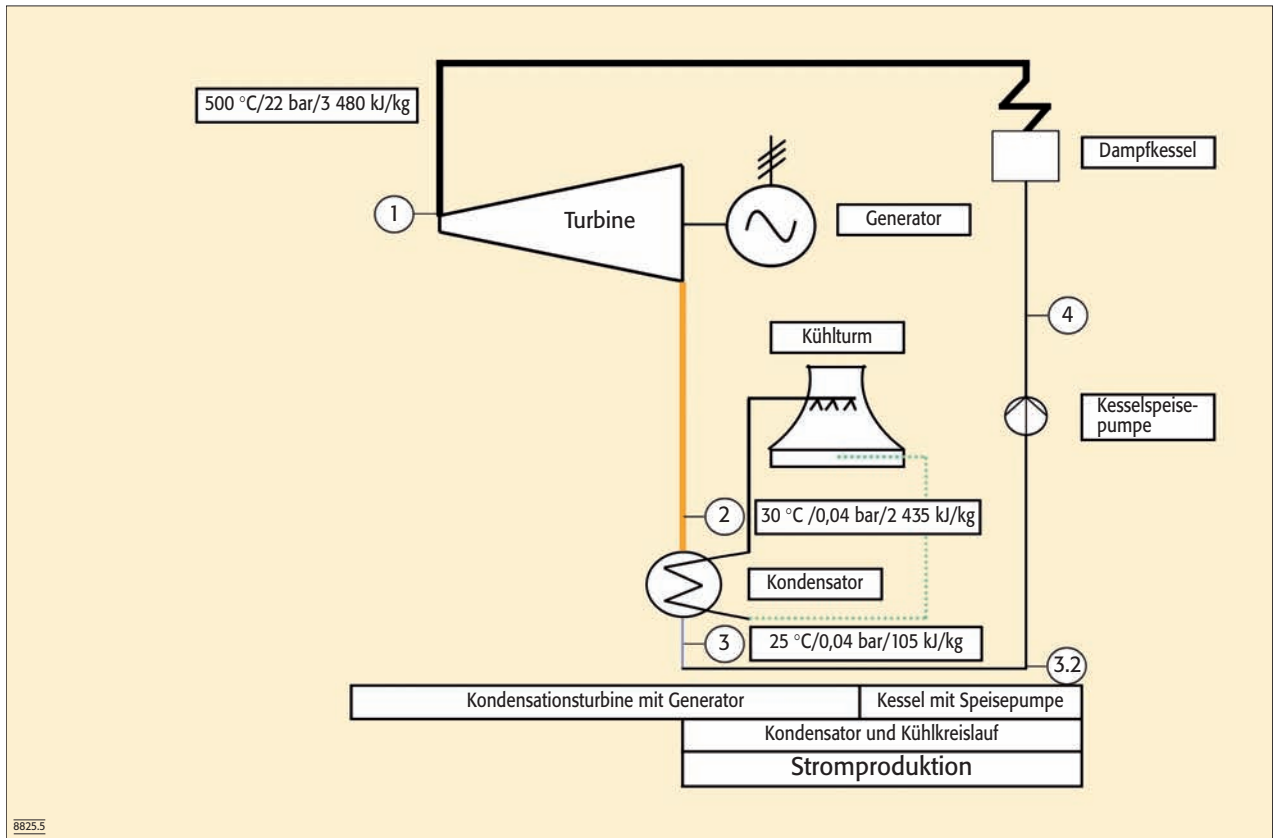 500 °C/22 bar/3 480 kJ/kg
Dampfkessel
1
Turbine
Generator
4
Kühlturm
Kesselspeise-
pumpe
2
30 °C /0,04 bar/2 435 kJ/kg
Kondensator
3
25 °C/0,04 bar/105 kJ/kg
3.2
Kondensationsturbine mit Generator
Kessel mit Speisepumpe
Kondensator und Kühlkreislauf
Stromproduktion
8825.5